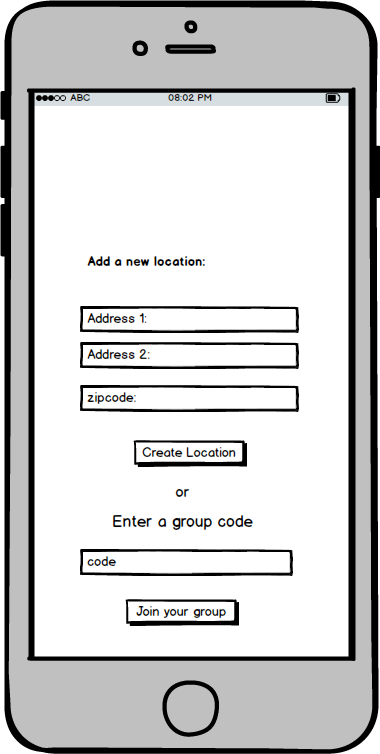 ABC 08:02 PM
Add a new location:
Address 1:
Address 2:
zipcode:
Create Location
or
Enter a group code
code
Join your group